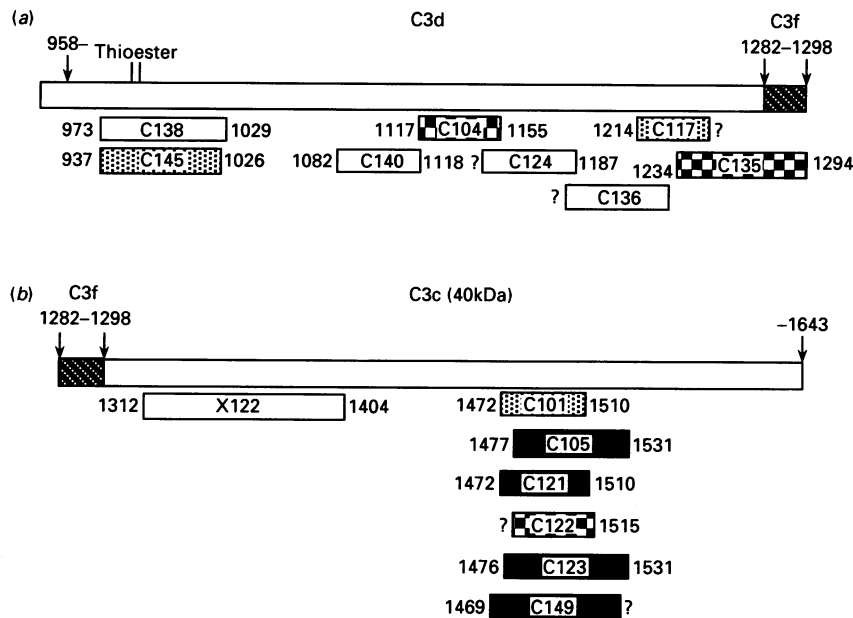 (a) C3d C3f
958– Thioester 1282–1298
973 C138 1029 1117 C104 1155 1214 C117 ?
937 C145 1026 1082 C140 1118 ? C124 1187 1234 C135 1294
? C136
(b) C3f C3c (40kDa)
1282–1298 –1643
1312 X122 1404 1472 C101 1510
1477 C105 1531
1472 C121 1510
? C122 1515
1476 C123 1531
1469 C149 ?